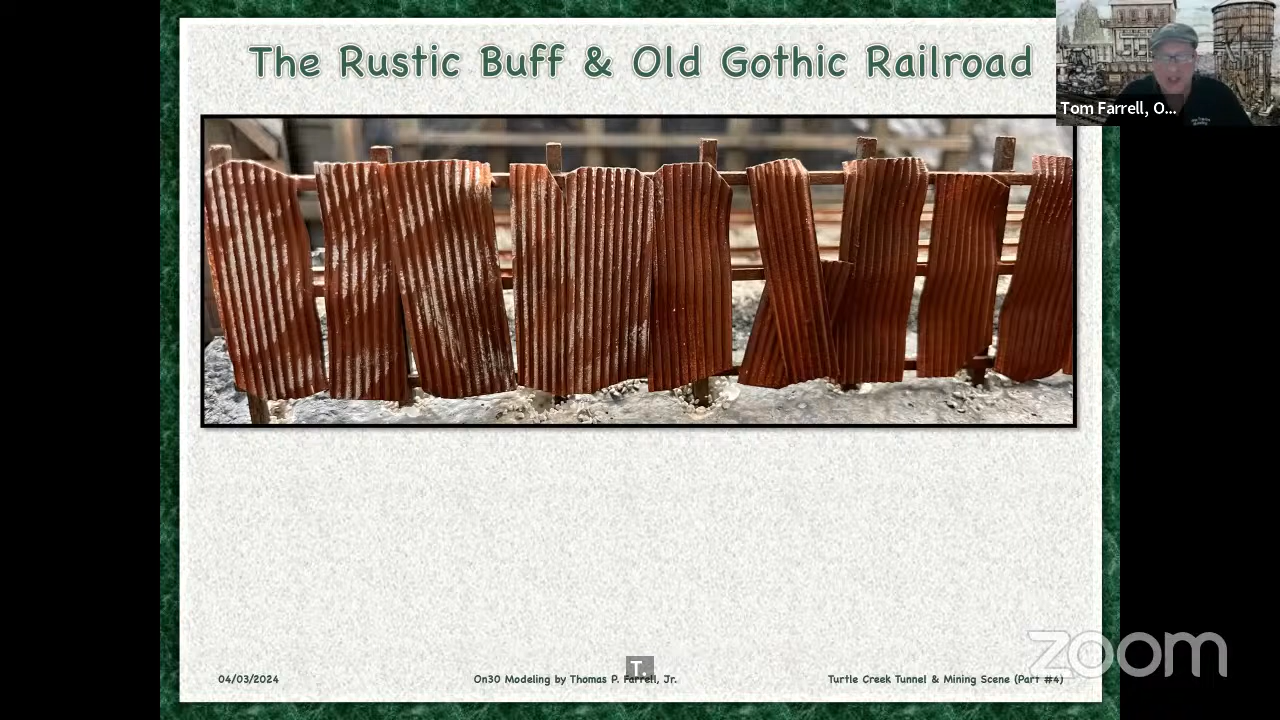 The Rustic Buff & Old Gothic Railroad
Tom Farrell, O...
T.
04/03/2024
On30 Modeling by Thomas P. Farrell, Jr.
Turtle Creek Tunnel & Mining Scene (Part #4)
zoom